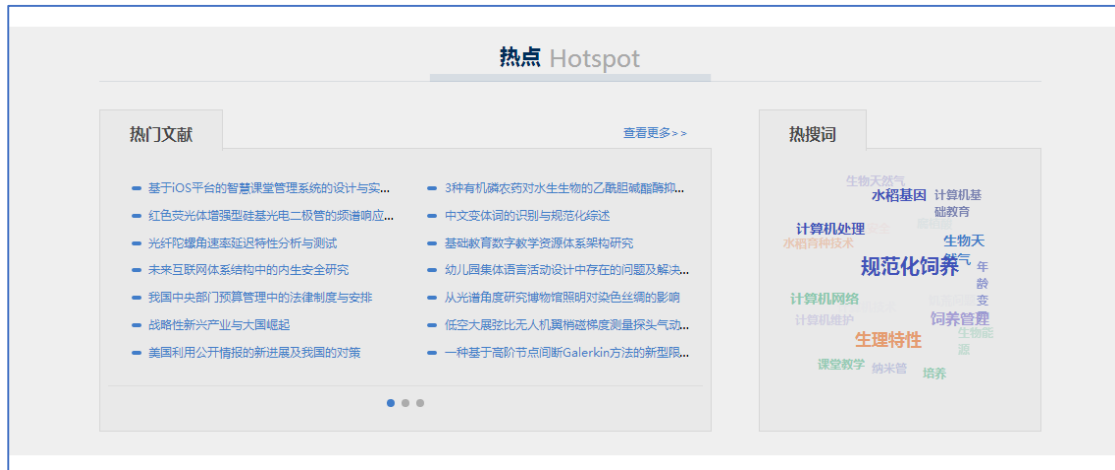 热点 Hotspot
热门文献
查看更多>>
基于iOS平台的智慧课堂管理系统的设计与实...
红色荧光体增强型硅基光电二极管的频谱响应...
光纤陀螺角速率延迟特性分析与测试
未来互联网体系结构中的内生安全研究
我国中央部门预算管理中的法律制度与安排
战略性新兴产业与大国崛起
美国利用公开情报的新进展及我国的对策
3种有机磷农药对水生生物的乙酰胆碱酯酶抑...
中文变体词的识别与规范化综述
基础教育数字教学资源体系架构研究
幼儿园集体语言活动设计中存在的问题及解决...
从光谱角度研究博物馆照明对染色丝绸的影响
低空大展弦比无人机翼梢磁梯度测量探头气动...
一种基于高阶节点间断Galerkin方法的新型限...
热搜词
生物天然气
水稻基因
计算机基
础教育
计算机处理
水稻育种技术
生物天
然气
规范化饲养
年
龄
变
计算机网络
计算机维护
饲养管理
生物能
源
生理特性
课堂教学
纳米管
培养